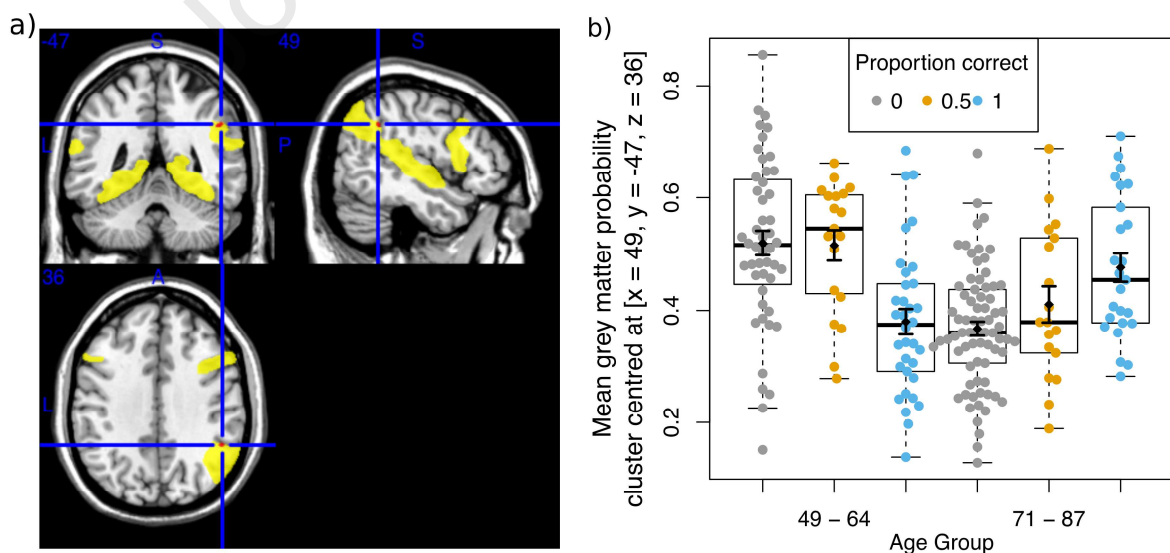 a)
-47
S
49
S
L
P
36
A
L
b)
Proportion correct
0 0.5 1
Mean grey matter probability
cluster centred at [x = 49, y = -47, z = 36]
0.8
0.6
0.4
0.2
49 – 64
71 – 87
Age Group